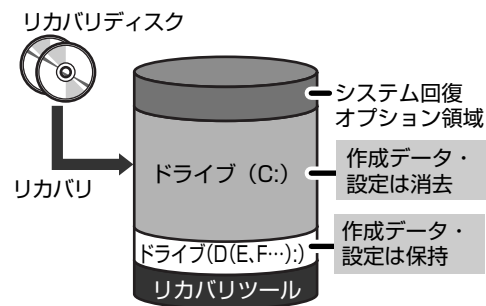 リカバリディスク
システム回復
オプション領域
ドライブ（C:）
作成データ・
設定は消去
リカバリ
作成データ・
設定は保持
ドライブ(D(E、F…):)
リカバリツール